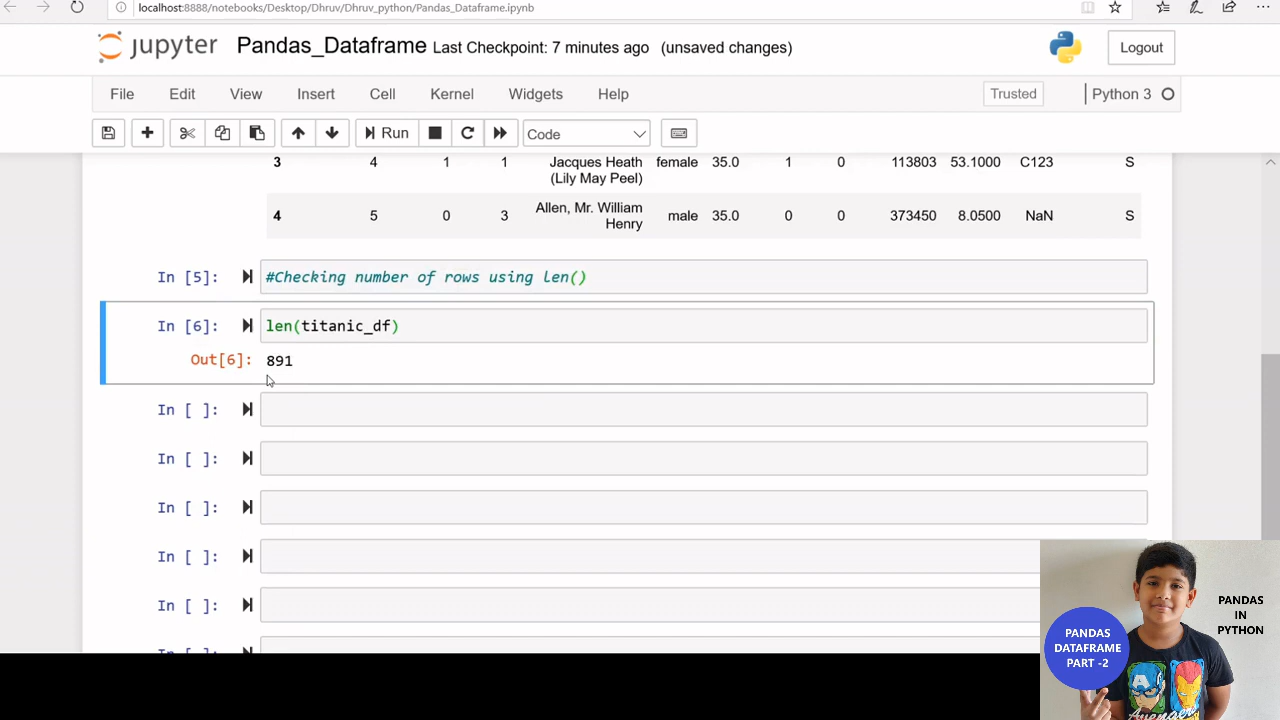 localhost:8888/notebooks/Desktop/Dhruv/Dhruv_python/Pandas_Dataframe.ipynb
jupyter Pandas_Dataframe Last Checkpoint: 7 minutes ago (unsaved changes) Logout
File Edit View Insert Cell Kernel Widgets Help Trusted Python 3
Run Code
3 4 1 1 Jacques Heath female 35.0 1 0 113803 53.1000 C123 S
(Lily May Peel)
4 5 0 3 Allen, Mr. William male 35.0 0 0 373450 8.0500 NaN S
Henry
In [5]: #Checking number of rows using len()
In [6]: len(titanic_df)
Out[6]: 891
In [ ]:
In [ ]:
In [ ]:
In [ ]:
In [ ]:
In [ ]:
PANDAS
IN
PYTHON
PANDAS
DATAFRAME
PART -2
Avengers